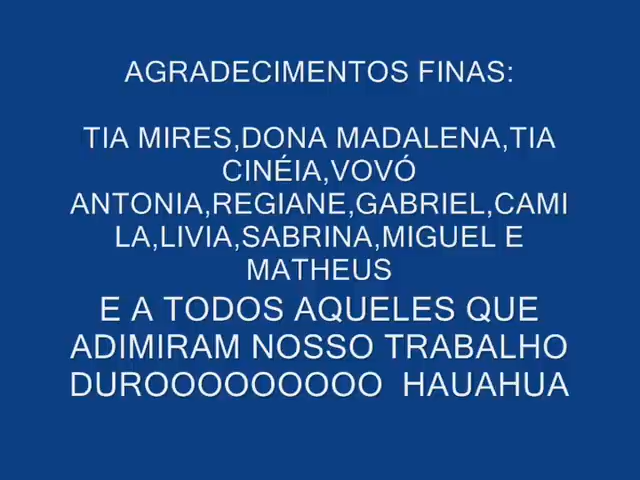 AGRADECIMENTOS FINAS:
TIA MIRES,DONA MADALENA,TIA
CINÉIA,VOVÓ
ANTONIA,REGIANE,GABRIEL,CAMI
LA,LIVIA,SABRINA,MIGUEL E
MATHEUS
E A TODOS AQUELES QUE
ADIMIRAM NOSSO TRABALHO
DUROOOOOOOOO  HAUAHUA